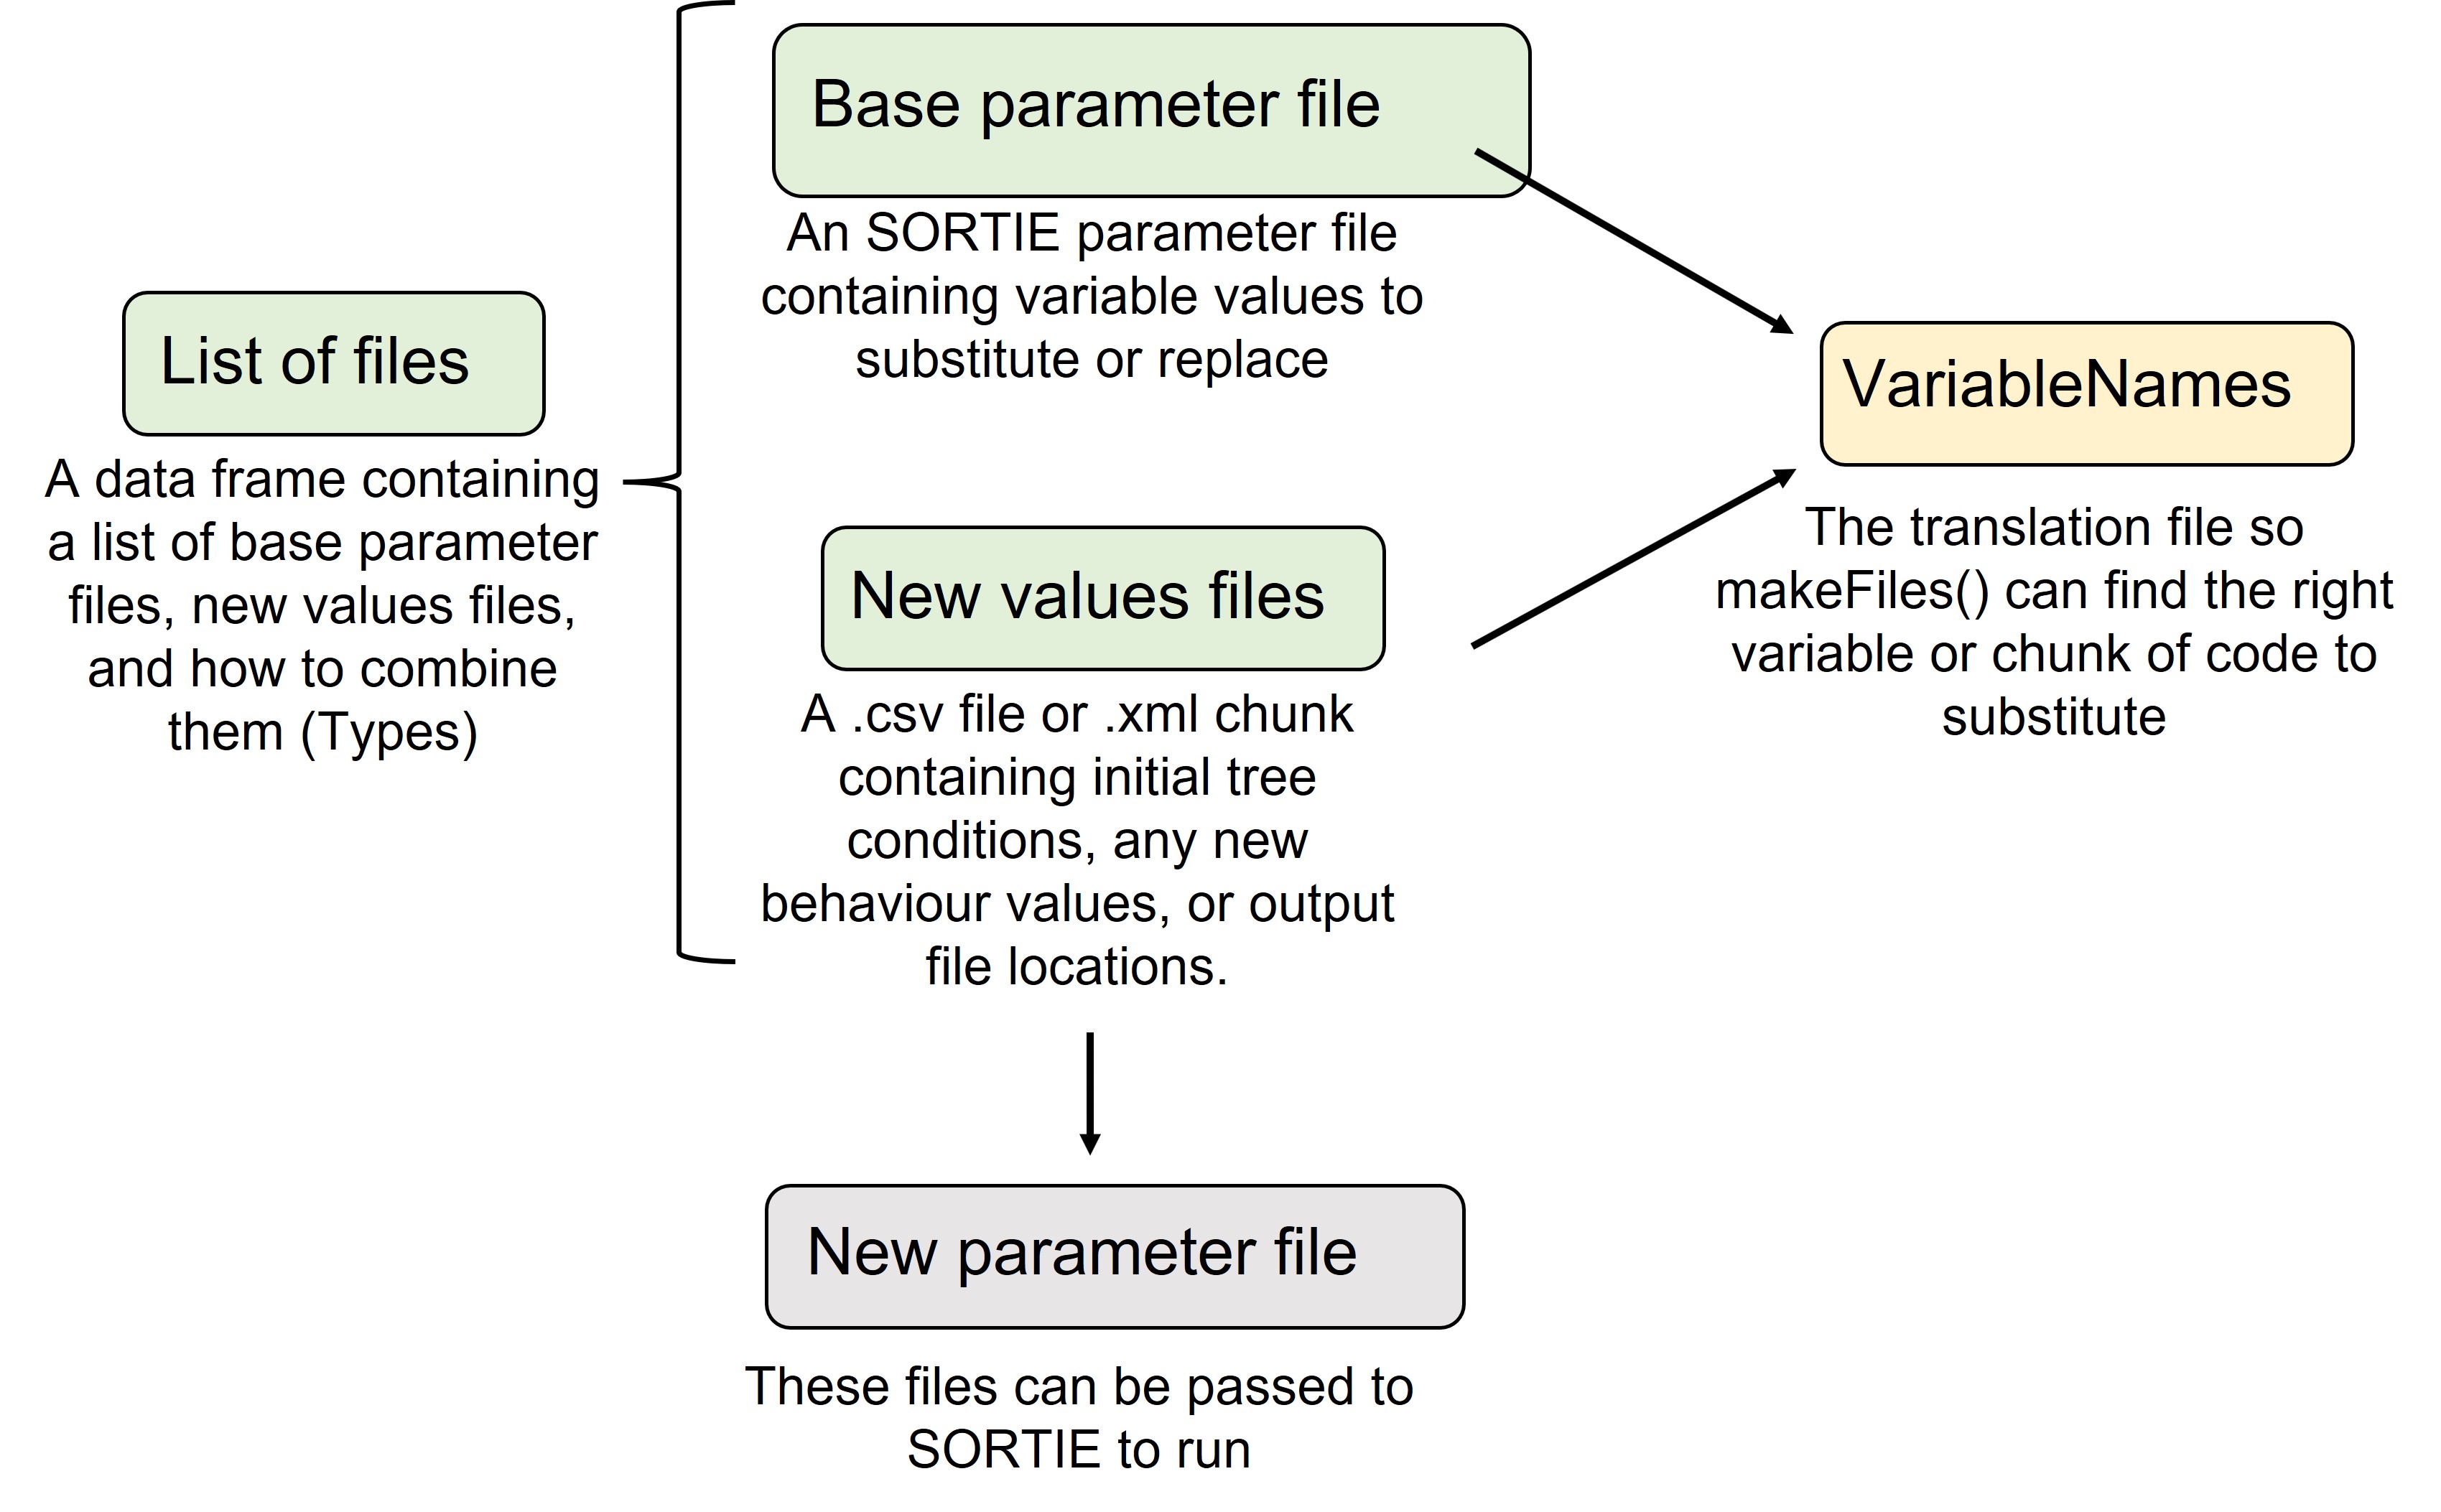 List of files
A data frame containing
a list of base parameter
files, new values files,
and how to combine
them (Types)
Base parameter file
An SORTIE parameter file
containing variable values to
substitute or replace
New values files
A .csv file or .xml chunk
containing initial tree
conditions, any new
behaviour values, or output
file locations.
VariableNames
The translation file so
makeFiles() can find the right
variable or chunk of code to
substitute
New parameter file
These files can be passed to
SORTIE to run